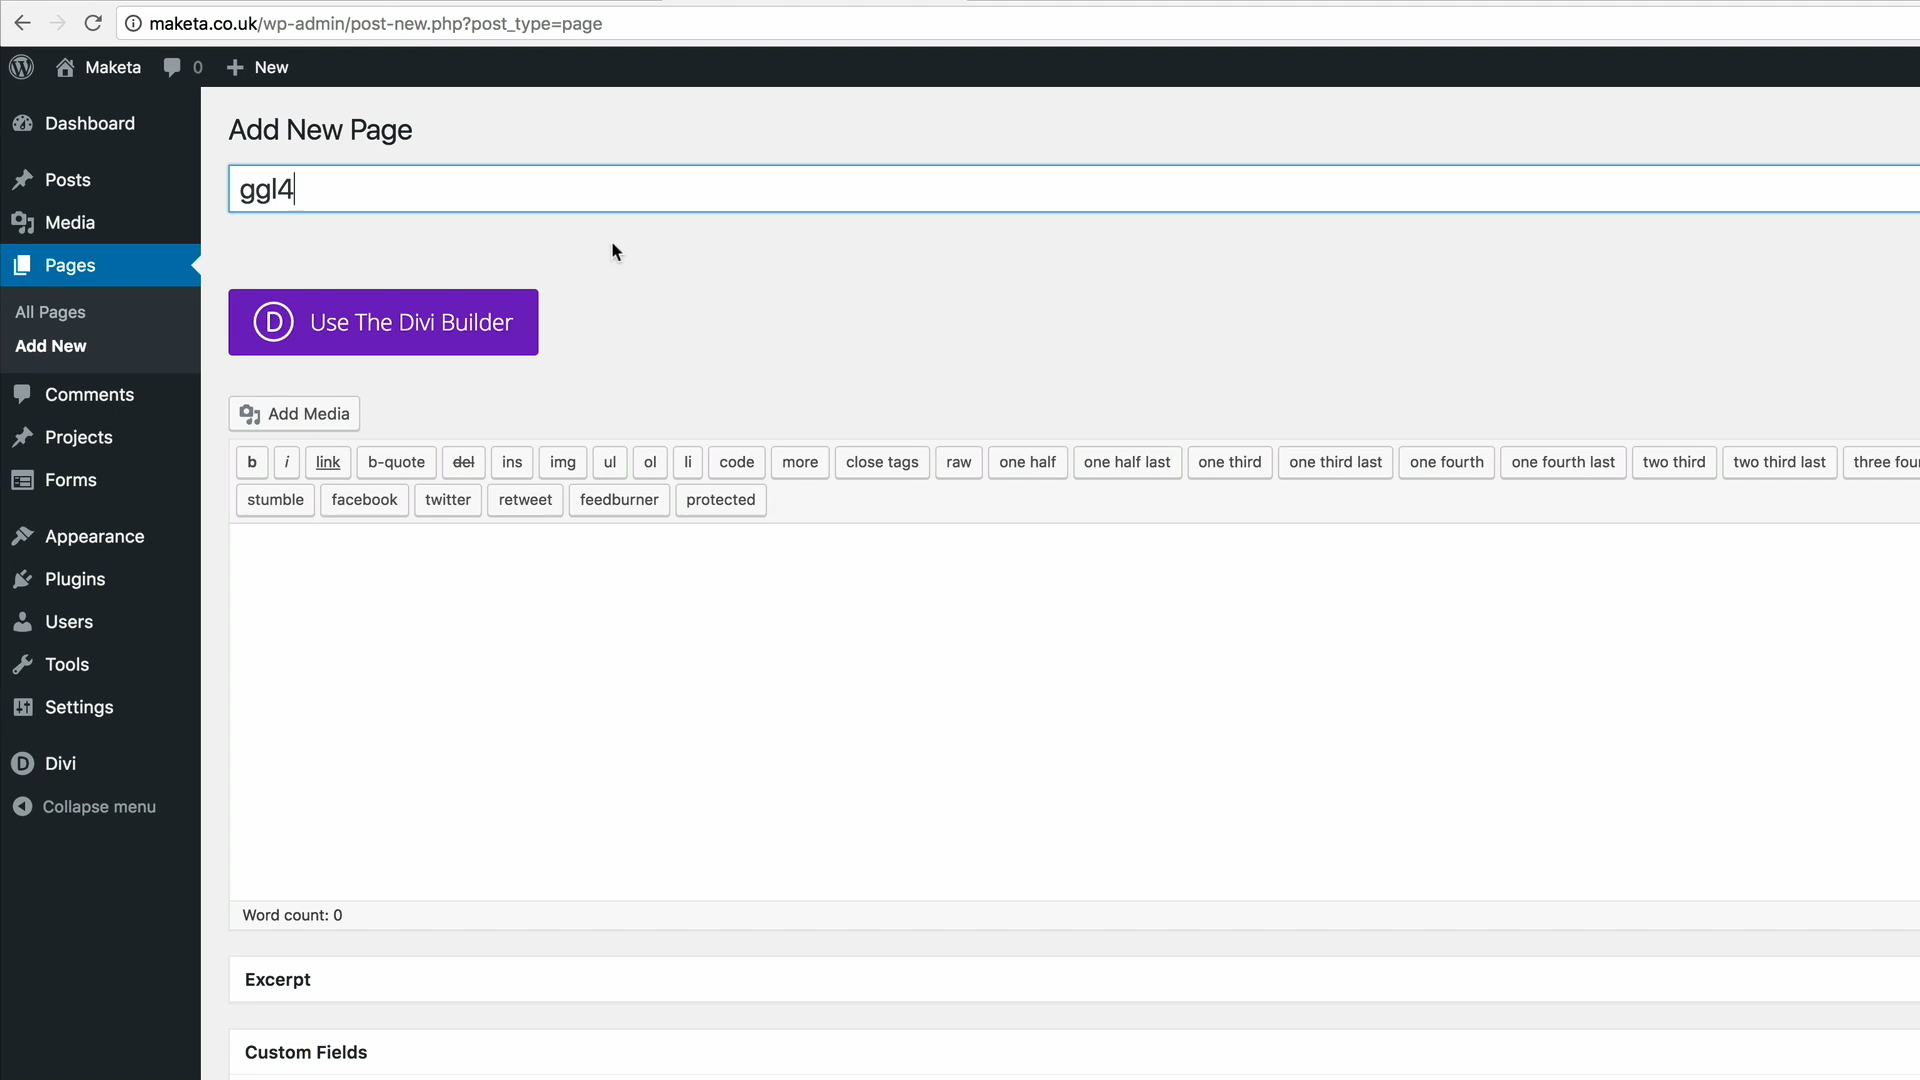 maketa.co.uk/wp-admin/post-new.php?post_type=page
Maketa 0 New
Dashboard
Posts
Media
Pages
All Pages
Add New
Comments
Projects
Forms
Appearance
Plugins
Users
Tools
Settings
Divi
Collapse menu
Add New Page
ggl4
D Use The Divi Builder
Add Media
b i link b-quote del ins img ul ol li code more close tags raw one half one half last one third one third last one fourth one fourth last two third two third last three fou
stumble facebook twitter retweet feedburner protected
Word count: 0
Excerpt
Custom Fields